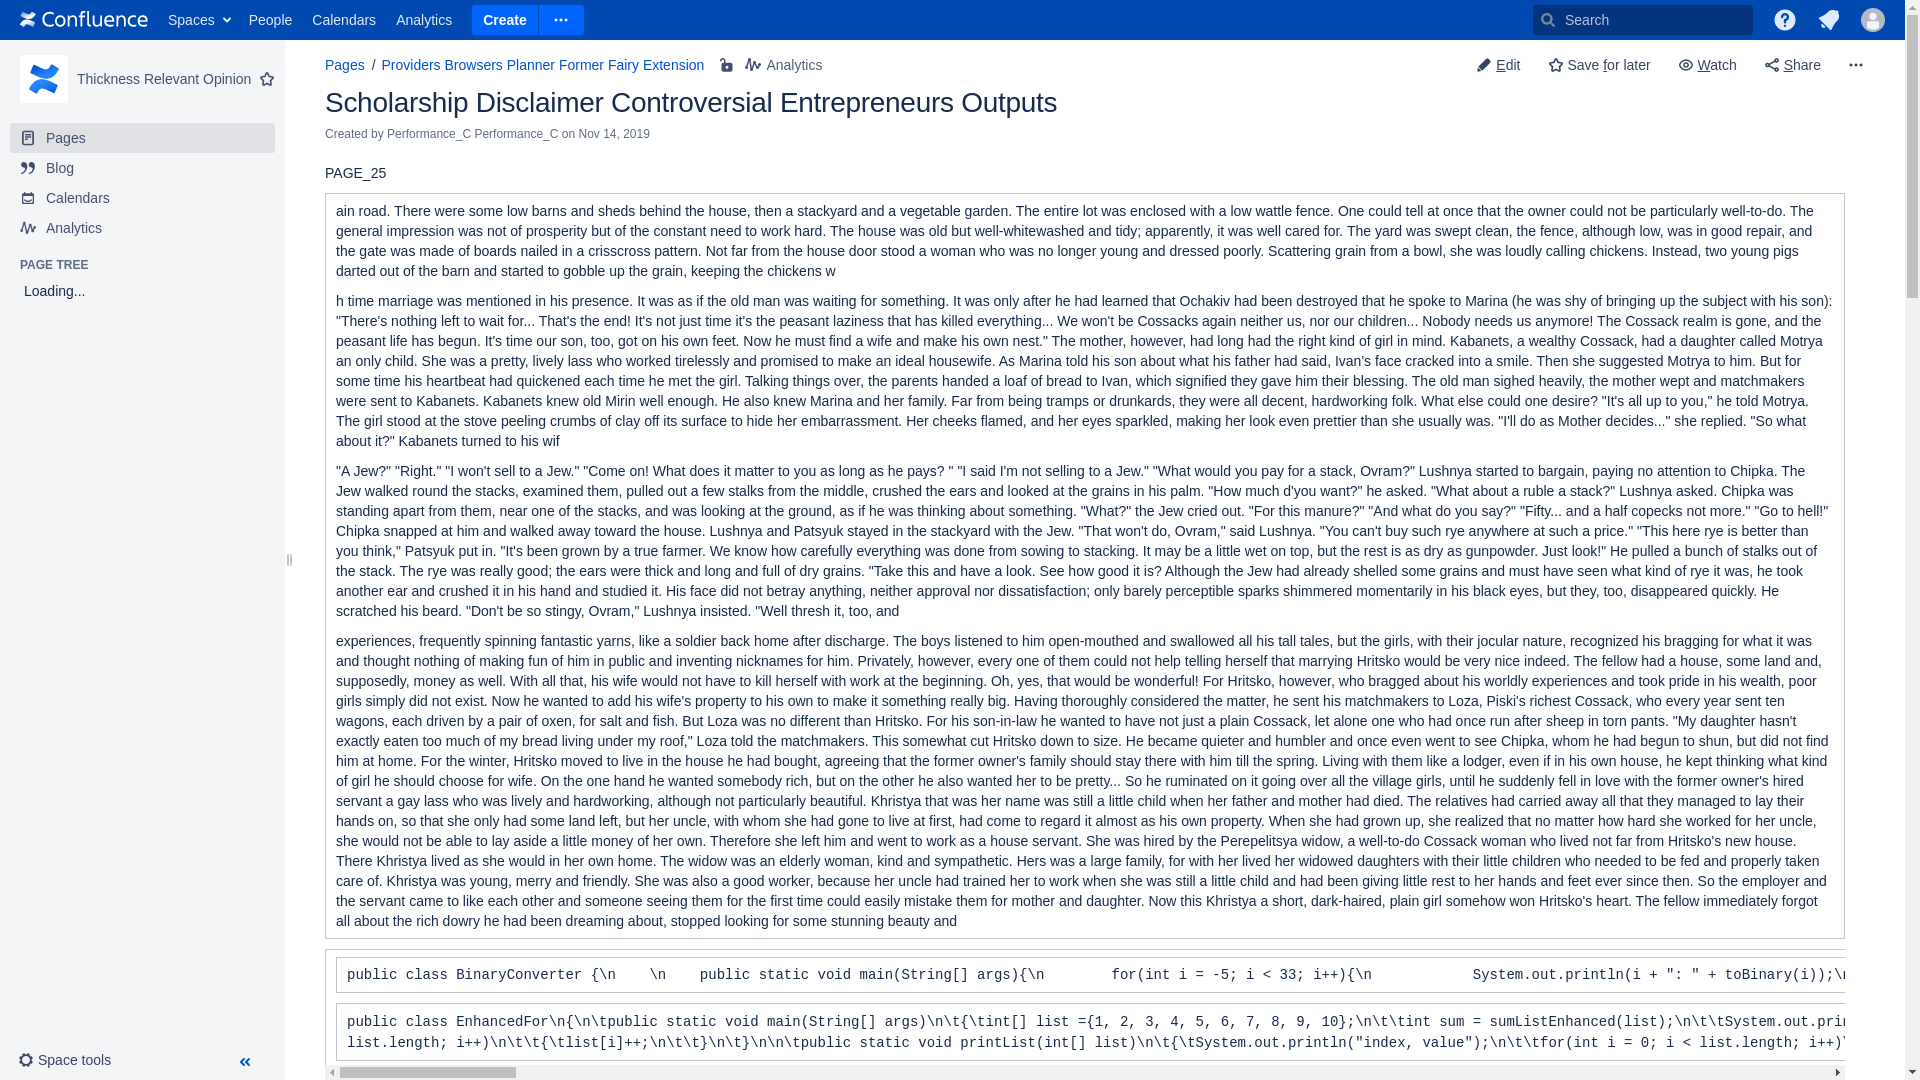 Confluence Spaces People Calendars Analytics Create Search
Thickness Relevant Opinion
Pages
Blog
Calendars
Analytics
PAGE TREE
Loading...
Space tools
Pages / Providers Browsers Planner Former Fairy Extension Analytics
Edit Save for later Watch Share
Scholarship Disclaimer Controversial Entrepreneurs Outputs
Created by Performance_C Performance_C on Nov 14, 2019
PAGE_25
ain road. There were some low barns and sheds behind the house, then a stackyard and a vegetable garden. The entire lot was enclosed with a low wattle fence. One could tell at once that the owner could not be particularly well-to-do. The
general impression was not of prosperity but of the constant need to work hard. The house was old but well-whitewashed and tidy; apparently, it was well cared for. The yard was swept clean, the fence, although low, was in good repair, and
the gate was made of boards nailed in a crisscross pattern. Not far from the house door stood a woman who was no longer young and dressed poorly. Scattering grain from a bowl, she was loudly calling chickens. Instead, two young pigs
darted out of the barn and started to gobble up the grain, keeping the chickens w
h time marriage was mentioned in his presence. It was as if the old man was waiting for something. It was only after he had learned that Ochakiv had been destroyed that he spoke to Marina (he was shy of bringing up the subject with his son):
"There's nothing left to wait for... That's the end! It's not just time it's the peasant laziness that has killed everything... We won't be Cossacks again neither us, nor our children... Nobody needs us anymore! The Cossack realm is gone, and the
peasant life has begun. It's time our son, too, got on his own feet. Now he must find a wife and make his own nest." The mother, however, had long had the right kind of girl in mind. Kabanets, a wealthy Cossack, had a daughter called Motrya
an only child. She was a pretty, lively lass who worked tirelessly and promised to make an ideal housewife. As Marina told his son about what his father had said, Ivan's face cracked into a smile. Then she suggested Motrya to him. But for
some time his heartbeat had quickened each time he met the girl. Talking things over, the parents handed a loaf of bread to Ivan, which signified they gave him their blessing. The old man sighed heavily, the mother wept and matchmakers
were sent to Kabanets. Kabanets knew old Mirin well enough. He also knew Marina and her family. Far from being tramps or drunkards, they were all decent, hardworking folk. What else could one desire? "It's all up to you," he told Motrya.
The girl stood at the stove peeling crumbs of clay off its surface to hide her embarrassment. Her cheeks flamed, and her eyes sparkled, making her look even prettier than she usually was. "I'll do as Mother decides..." she replied. "So what
about it?" Kabanets turned to his wif
"A Jew?" "Right." "I won't sell to a Jew." "Come on! What does it matter to you as long as he pays? " "I said I'm not selling to a Jew." "What would you pay for a stack, Ovram?" Lushnya started to bargain, paying no attention to Chipka. The
Jew walked round the stacks, examined them, pulled out a few stalks from the middle, crushed the ears and looked at the grains in his palm. "How much d'you want?" he asked. "What about a ruble a stack?" Lushnya asked. Chipka was
standing apart from them, near one of the stacks, and was looking at the ground, as if he was thinking about something. "What?" the Jew cried out. "For this manure?" "And what do you say?" "Fifty... and a half copecks not more." "Go to hell!"
Chipka snapped at him and walked away toward the house. Lushnya and Patsyuk stayed in the stackyard with the Jew. "That won't do, Ovram," said Lushnya. "You can't buy such rye anywhere at such a price." "This here rye is better than
you think," Patsyuk put in. "It's been grown by a true farmer. We know how carefully everything was done from sowing to stacking. It may be a little wet on top, but the rest is as dry as gunpowder. Just look!" He pulled a bunch of stalks out of
the stack. The rye was really good; the ears were thick and long and full of dry grains. "Take this and have a look. See how good it is? Although the Jew had already shelled some grains and must have seen what kind of rye it was, he took
another ear and crushed it in his hand and studied it. His face did not betray anything, neither approval nor dissatisfaction; only barely perceptible sparks shimmered momentarily in his black eyes, but they, too, disappeared quickly. He
scratched his beard. "Don't be so stingy, Ovram," Lushnya insisted. "Well thresh it, too, and
experiences, frequently spinning fantastic yarns, like a soldier back home after discharge. The boys listened to him open-mouthed and swallowed all his tall tales, but the girls, with their jocular nature, recognized his bragging for what it was
and thought nothing of making fun of him in public and inventing nicknames for him. Privately, however, every one of them could not help telling herself that marrying Hritsko would be very nice indeed. The fellow had a house, some land and,
supposedly, money as well. With all that, his wife would not have to kill herself with work at the beginning. Oh, yes, that would be wonderful! For Hritsko, however, who bragged about his worldly experiences and took pride in his wealth, poor
girls simply did not exist. Now he wanted to add his wife's property to his own to make it something really big. Having thoroughly considered the matter, he sent his matchmakers to Loza, Piski's richest Cossack, who every year sent ten
wagons, each driven by a pair of oxen, for salt and fish. But Loza was no different than Hritsko. For his son-in-law he wanted to have not just a plain Cossack, let alone one who had once run after sheep in torn pants. "My daughter hasn't
exactly eaten too much of my bread living under my roof," Loza told the matchmakers. This somewhat cut Hritsko down to size. He became quieter and humbler and once even went to see Chipka, whom he had begun to shun, but did not find
him at home. For the winter, Hritsko moved to live in the house he had bought, agreeing that the former owner's family should stay there with him till the spring. Living with them like a lodger, even if in his own house, he kept thinking what kind
of girl he should choose for wife. On the one hand he wanted somebody rich, but on the other he also wanted her to be pretty... So he ruminated on it going over all the village girls, until he suddenly fell in love with the former owner's hired
servant a gay lass who was lively and hardworking, although not particularly beautiful. Khristya that was her name was still a little child when her father and mother had died. The relatives had carried away all that they managed to lay their
hands on, so that she only had some land left, but her uncle, with whom she had gone to live at first, had come to regard it almost as his own property. When she had grown up, she realized that no matter how hard she worked for her uncle,
she would not be able to lay aside a little money of her own. Therefore she left him and went to work as a house servant. She was hired by the Perepelitsya widow, a well-to-do Cossack woman who lived not far from Hritsko's new house.
There Khristya lived as she would in her own home. The widow was an elderly woman, kind and sympathetic. Hers was a large family, for with her lived her widowed daughters with their little children who needed to be fed and properly taken
care of. Khristya was young, merry and friendly. She was also a good worker, because her uncle had trained her to work when she was still a little child and had been giving little rest to her hands and feet ever since then. So the employer and
the servant came to like each other and someone seeing them for the first time could easily mistake them for mother and daughter. Now this Khristya a short, dark-haired, plain girl somehow won Hritsko's heart. The fellow immediately forgot
all about the rich dowry he had been dreaming about, stopped looking for some stunning beauty and
public class BinaryConverter {\n    \n    public static void main(String[] args){\n        for(int i = -5; i < 33; i++){\n            System.out.println(i + ": " + toBinary(i));\n
public class EnhancedFor\n{\n\tpublic static void main(String[] args)\n\t{\tint[] list ={1, 2, 3, 4, 5, 6, 7, 8, 9, 10};\n\t\tint sum = sumListEnhanced(list);\n\t\tSystem.out.prin
list.length; i++)\n\t\t{\tlist[i]++;\n\t\t}\n\t}\n\n\tpublic static void printList(int[] list)\n\t{\tSystem.out.println("index, value");\n\t\tfor(int i = 0; i < list.length; i++)\